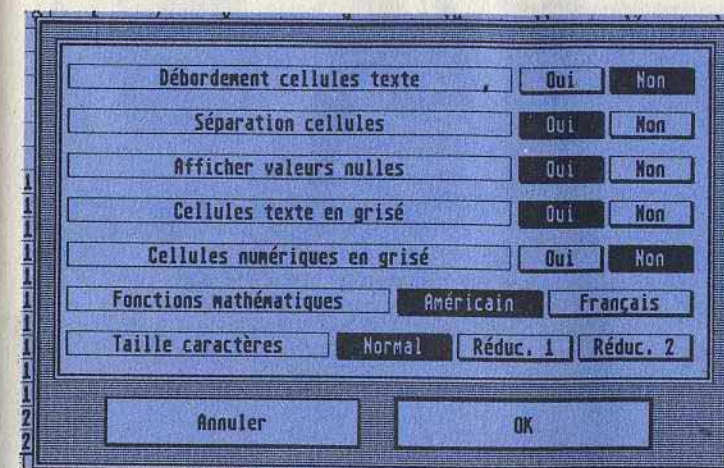 Débordement cellules texte Oui Non
Séparation cellules Oui Non
Afficher valeurs nulles Oui Non
Cellules texte en grisé Oui Non
Cellules numériques en grisé Oui Non
Fonctions mathématiques Américain Français
Taille caractères Normal Réduc. 1 Réduc. 2
Annuler OK